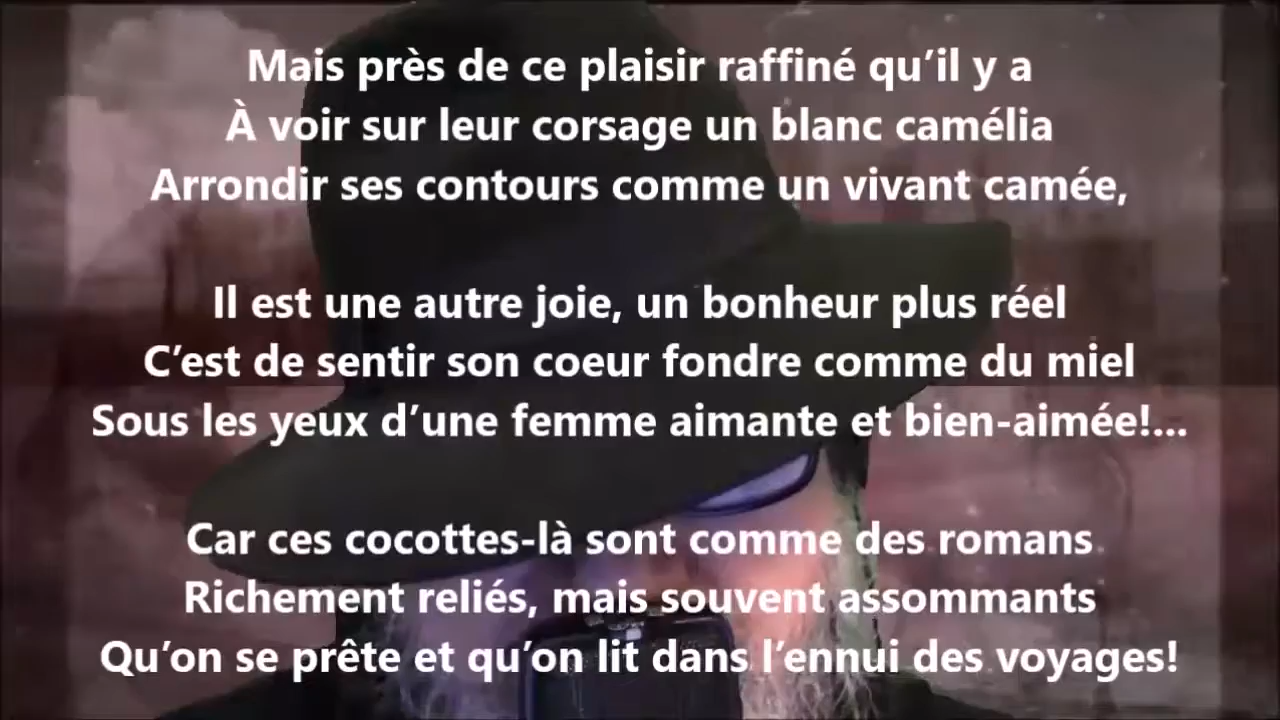 Mais près de ce plaisir raffiné qu’il y a
À voir sur leur corsage un blanc camélia
Arrondir ses contours comme un vivant camée,
Il est une autre joie, un bonheur plus réel
C’est de sentir son coeur fondre comme du miel
Sous les yeux d’une femme aimante et bien-aimée!...
Car ces cocottes-là sont comme des romans
Richement reliés, mais souvent assommants
Qu’on se prête et qu’on lit dans l’ennui des voyages!